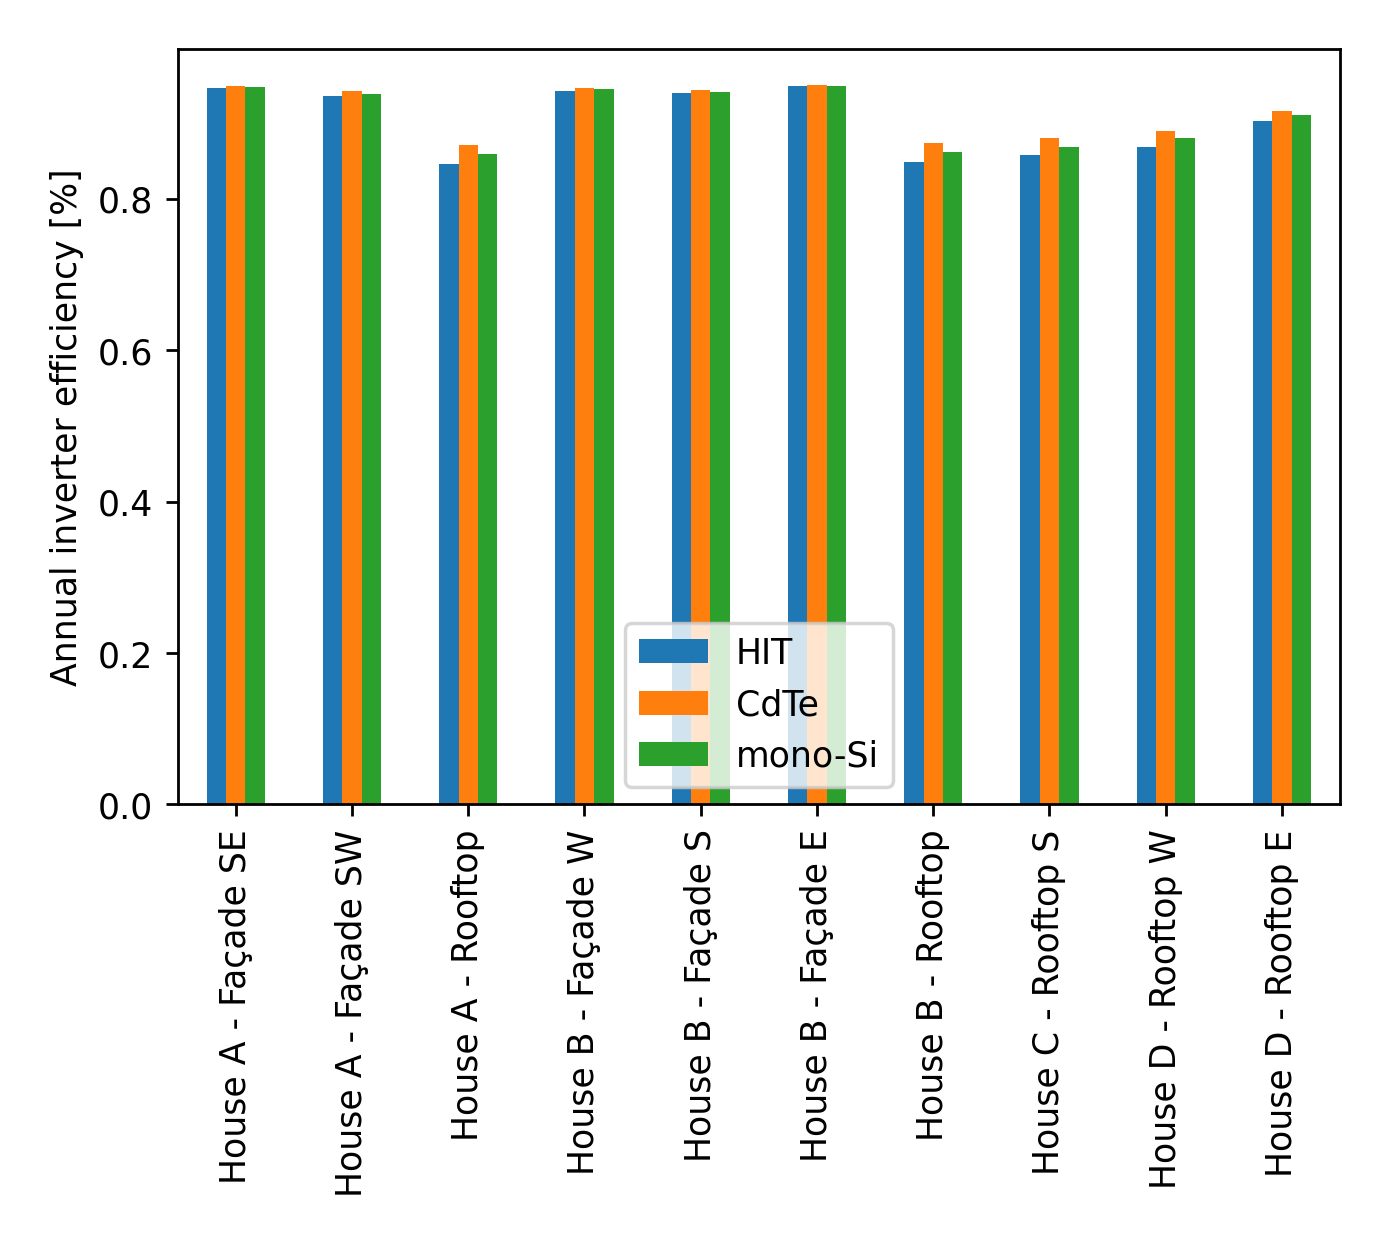 Annual inverter efficiency [%]
0.8
0.6
0.4
0.2
0.0
HIT
CdTe
mono-Si
House A - Façade SE
House A - Façade SW
House A - Rooftop
House B - Façade W
House B - Façade S
House B - Façade E
House B - Rooftop
House C - Rooftop S
House D - Rooftop W
House D - Rooftop E